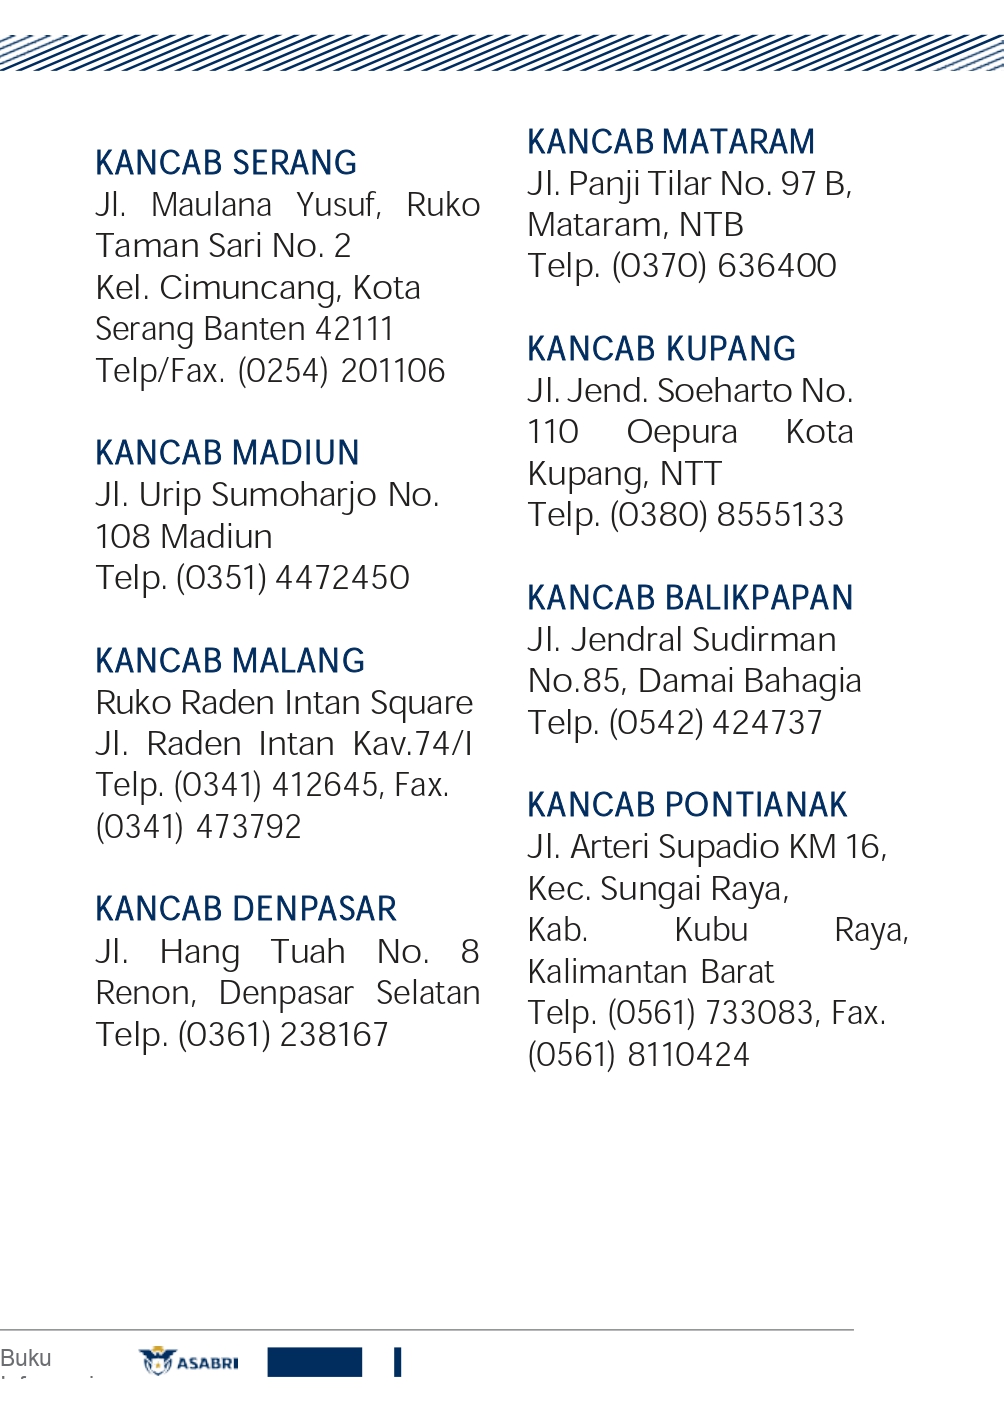 KANCAB SERANG
Jl. Maulana Yusuf, Ruko
Taman Sari No. 2
Kel. Cimuncang, Kota
Serang Banten 42111
Telp/Fax. (0254) 201106
KANCAB MADIUN
Jl. Urip Sumoharjo No.
108 Madiun
Telp. (0351) 4472450
KANCAB MALANG
Ruko Raden Intan Square
Jl. Raden Intan Kav.74/I
Telp. (0341) 412645, Fax.
(0341) 473792
KANCAB DENPASAR
Jl. Hang Tuah No. 8
Renon, Denpasar Selatan
Telp. (0361) 238167
KANCAB MATARAM
Jl. Panji Tilar No. 97 B,
Mataram, NTB
Telp. (0370) 636400
KANCAB KUPANG
Jl. Jend. Soeharto No.
110 Oepura Kota
Kupang, NTT
Telp. (0380) 8555133
KANCAB BALIKPAPAN
Jl. Jendral Sudirman
No.85, Damai Bahagia
Telp. (0542) 424737
KANCAB PONTIANAK
Jl. Arteri Supadio KM 16,
Kec. Sungai Raya,
Kab. Kubu Raya,
Kalimantan Barat
Telp. (0561) 733083, Fax.
(0561) 8110424
Buku
ASABRI